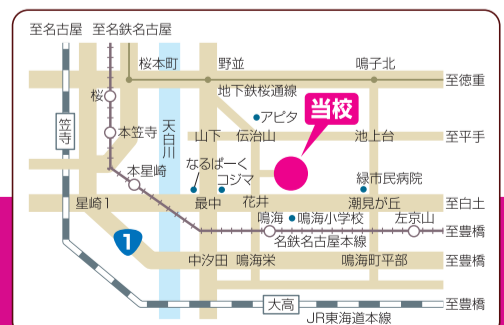 至名古屋 至名鉄名古屋
桜本町 野並 鳴子北
至徳重
地下鉄桜通線
桜
アピタ
当校
笠寺
本笠寺
天白川
山下 伝治山 池上台
至平手
本星崎
なるぱーく
コジマ
緑市民病院
星崎1
最中 花井 潮見が丘
至白土
鳴海 鳴海小学校 左京山
至豊橋
1
名鉄名古屋本線
中汐田 鳴海栄 鳴海町平部
至豊橋
大高
至豊橋
JR東海道本線